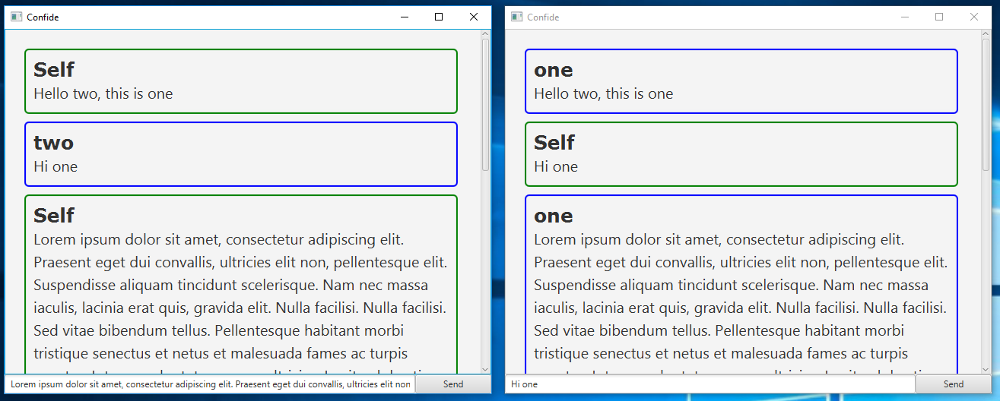 Confide
Self
Hello two, this is one
two
Hi one
Self
Lorem ipsum dolor sit amet, consectetur adipiscing elit.
Praesent eget dui convallis, ultricies elit non, pellentesque elit.
Suspendisse aliquam tincidunt scelerisque. Nam nec massa
iaculis, lacinia erat quis, gravida elit. Nulla facilisi. Nulla facilisi.
Sed vitae bibendum tellus. Pellentesque habitant morbi
tristique senectus et netus et malesuada fames ac turpis
Lorem ipsum dolor sit amet, consectetur adipiscing elit. Praesent eget dui convallis, ultricies elit non
Send
Confide
one
Hello two, this is one
Self
Hi one
one
Lorem ipsum dolor sit amet, consectetur adipiscing elit.
Praesent eget dui convallis, ultricies elit non, pellentesque elit.
Suspendisse aliquam tincidunt scelerisque. Nam nec massa
iaculis, lacinia erat quis, gravida elit. Nulla facilisi. Nulla facilisi.
Sed vitae bibendum tellus. Pellentesque habitant morbi
tristique senectus et netus et malesuada fames ac turpis
Hi one
Send